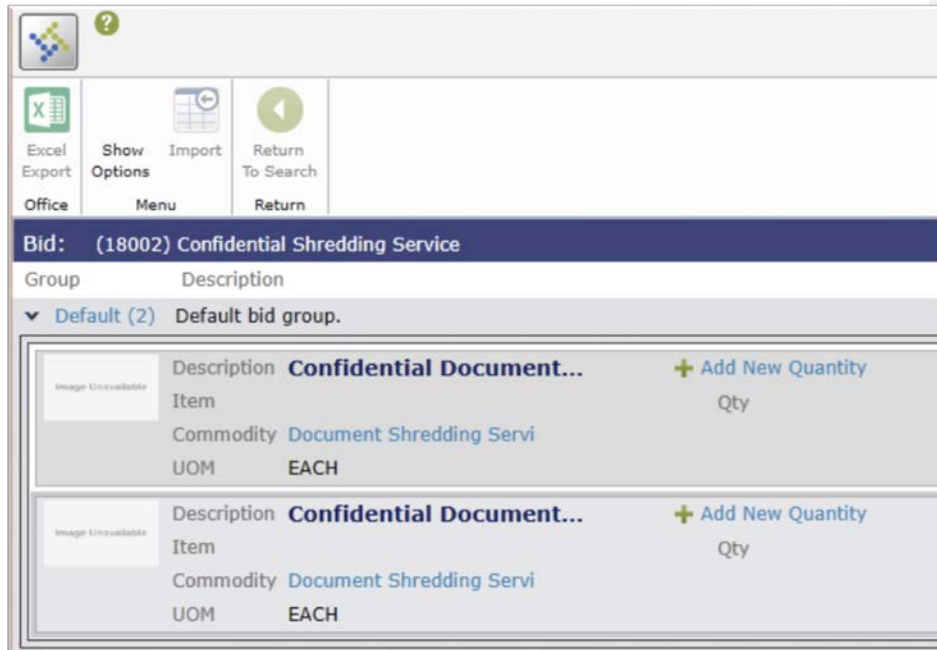 ?
Excel Export
Show Options
Import
Return To Search
Office
Menu
Return
Bid: (18002) Confidential Shredding Service
Group Description
Default (2) Default bid group.
Image Unavailable
Description Confidential Document... Add New Quantity
Item Qty
Commodity Document Shredding Servi
UOM EACH
Image Unavailable
Description Confidential Document... Add New Quantity
Item Qty
Commodity Document Shredding Servi
UOM EACH